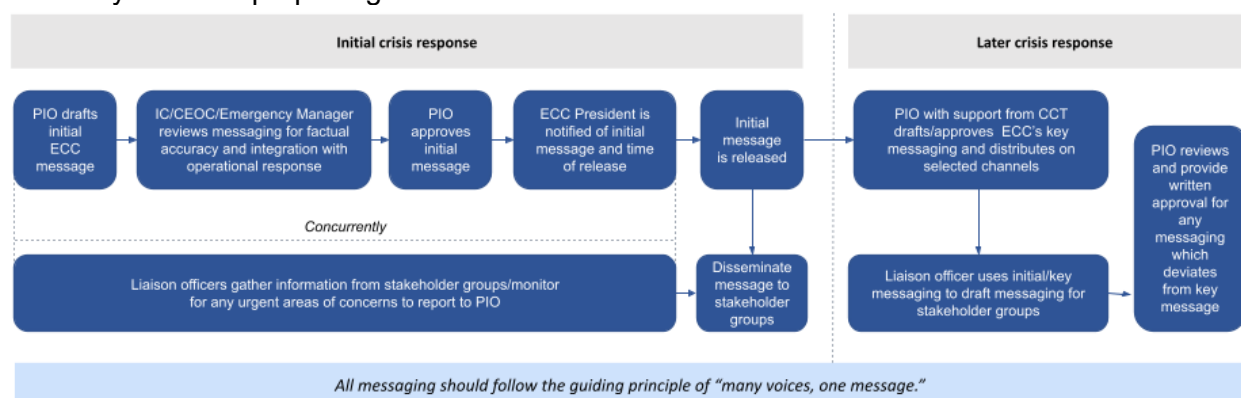 Initial crisis response
Later crisis response
PIO drafts
initial
ECC
message
IC/CEOC/Emergency Manager
reviews messaging for factual
accuracy and integration with
operational response
PIO
approves
initial
message
ECC President is
notified of initial
message and time
of release
Initial
message
is released
PIO with support from CCT
drafts/approves ECC's key
messaging and distributes on
selected channels
PIO reviews
and provide
written
approval for
any
messaging
which
deviates
from key
message
Concurrently
Liaison officers gather information from stakeholder groups/monitor
for any urgent areas of concerns to report to PIO
Disseminate
message to
stakeholder
groups
Liaison officer uses initial/key
messaging to draft messaging for
stakeholder groups
All messaging should follow the guiding principle of "many voices, one message."